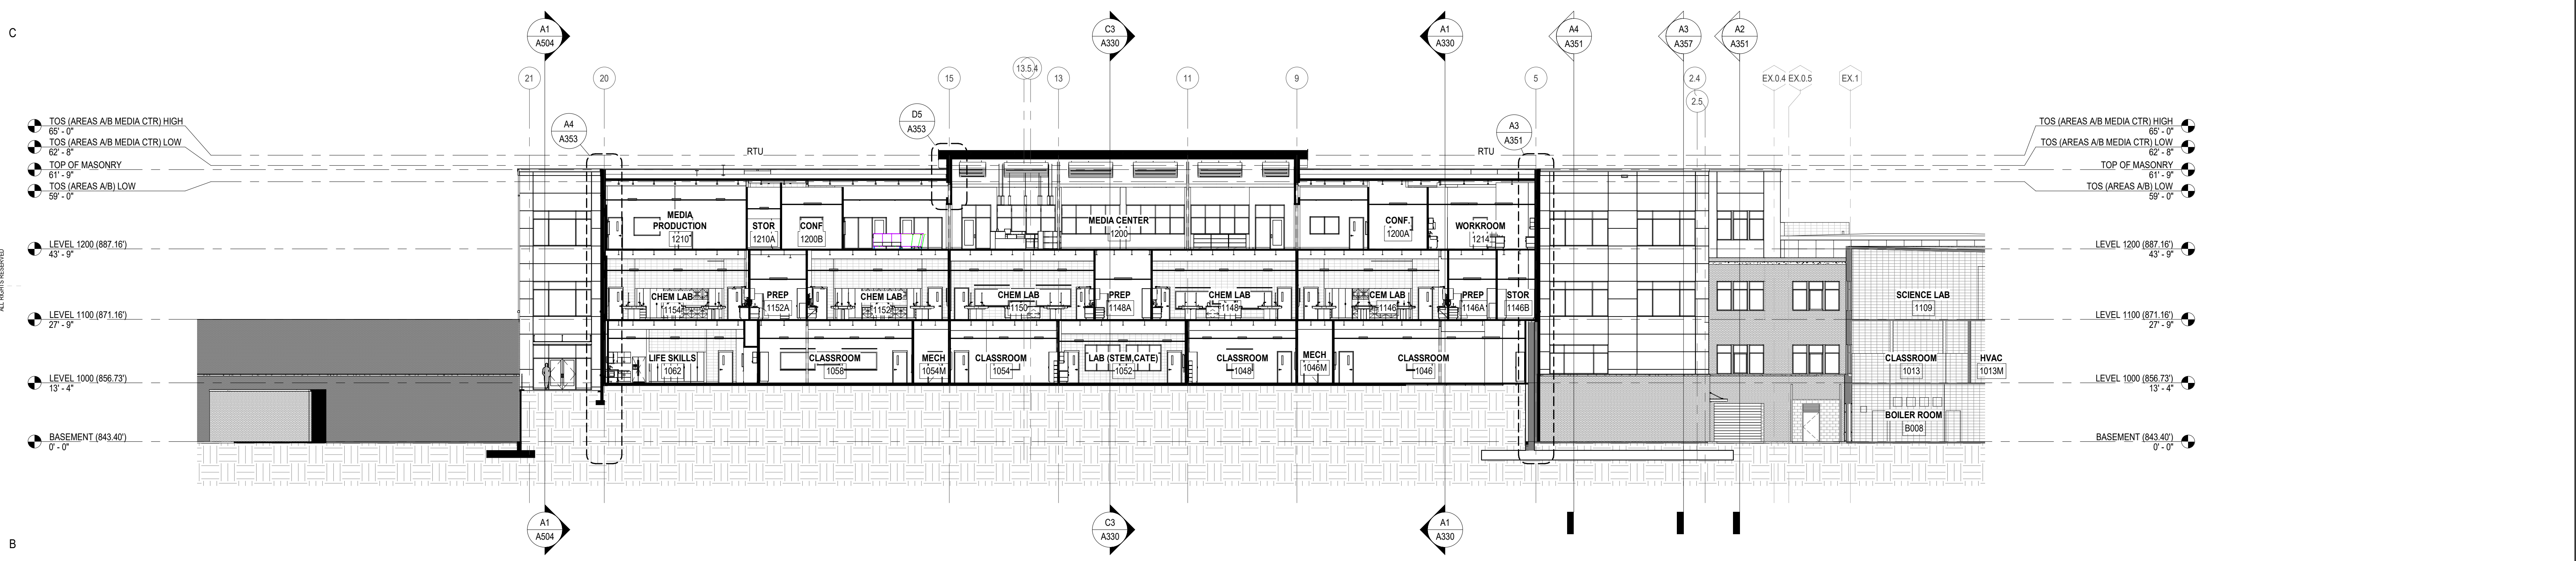 C
A1
A504
C3
A330
A1
A330
A4
A351
A3
A357
A2
A351
21
20
15
13.5.4
13
11
9
5
2.4
2.5
EX.0.4
EX.0.5
EX.1
A4
A353
D5
A353
A3
A351
TOS (AREAS A/B MEDIA CTR) HIGH
65' - 0"
TOS (AREAS A/B MEDIA CTR) LOW
62' - 8"
TOP OF MASONRY
61' - 9"
TOS (AREAS A/B) LOW
59' - 0"
LEVEL 1200 (887.16')
43' - 9"
LEVEL 1100 (871.16')
27' - 9"
LEVEL 1000 (856.73')
13' - 4"
BASEMENT (843.40')
0' - 0"
ALL RIGHTS RESERVED
RTU
RTU
MEDIA
PRODUCTION
1210
STOR
1210A
CONF.
1200B
MEDIA CENTER
1200
CONF.
1200A
WORKROOM
1214
CHEM LAB
1154
PREP
1152A
CHEM LAB
1152
CHEM LAB
1150
PREP
1148A
CHEM LAB
1148
CEM LAB
1146
PREP
1146A
STOR
1146B
SCIENCE LAB
1109
LIFE SKILLS
1062
CLASSROOM
1058
MECH
1054M
CLASSROOM
1054
LAB (STEM,CATE)
1052
CLASSROOM
1048
MECH
1046M
CLASSROOM
1046
CLASSROOM
1013
HVAC
1013M
BOILER ROOM
B008
TOS (AREAS A/B MEDIA CTR) HIGH
65' - 0"
TOS (AREAS A/B MEDIA CTR) LOW
62' - 8"
TOP OF MASONRY
61' - 9"
TOS (AREAS A/B) LOW
59' - 0"
LEVEL 1200 (887.16')
43' - 9"
LEVEL 1100 (871.16')
27' - 9"
LEVEL 1000 (856.73')
13' - 4"
BASEMENT (843.40')
0' - 0"
A1
A504
C3
A330
A1
A330
B